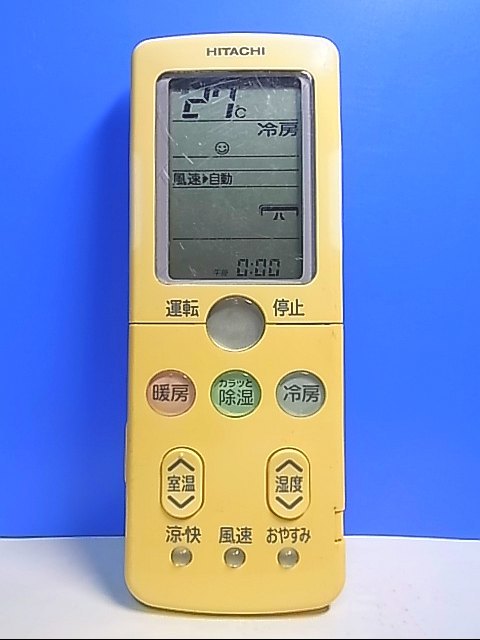 HITACHI
27℃
冷房
風速▶自動
午前 0:00
運転 停止
暖房 カラッと除湿 冷房
室温 湿度
涼快 風速 おやすみ